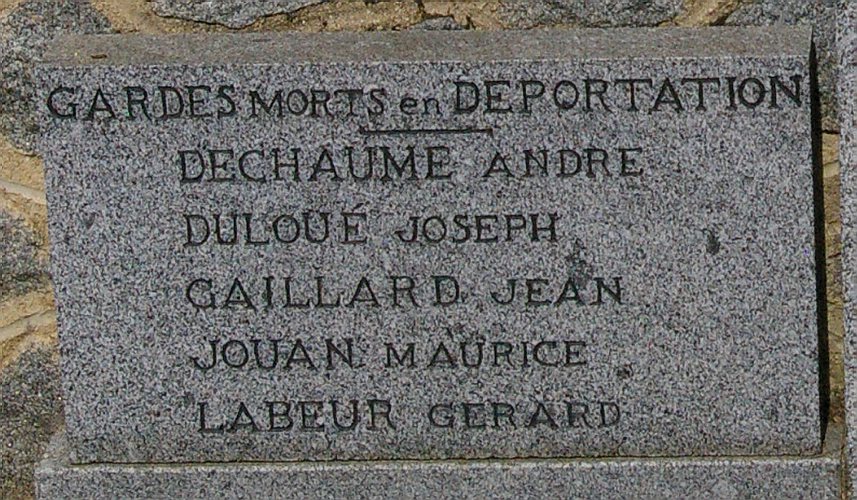 GARDES MORTS en DEPORTATION
DECHAUME ANDRE
DULOUÉ JOSEPH
GAILLARD JEAN
JOUAN MAURICE
LABEUR GERARD